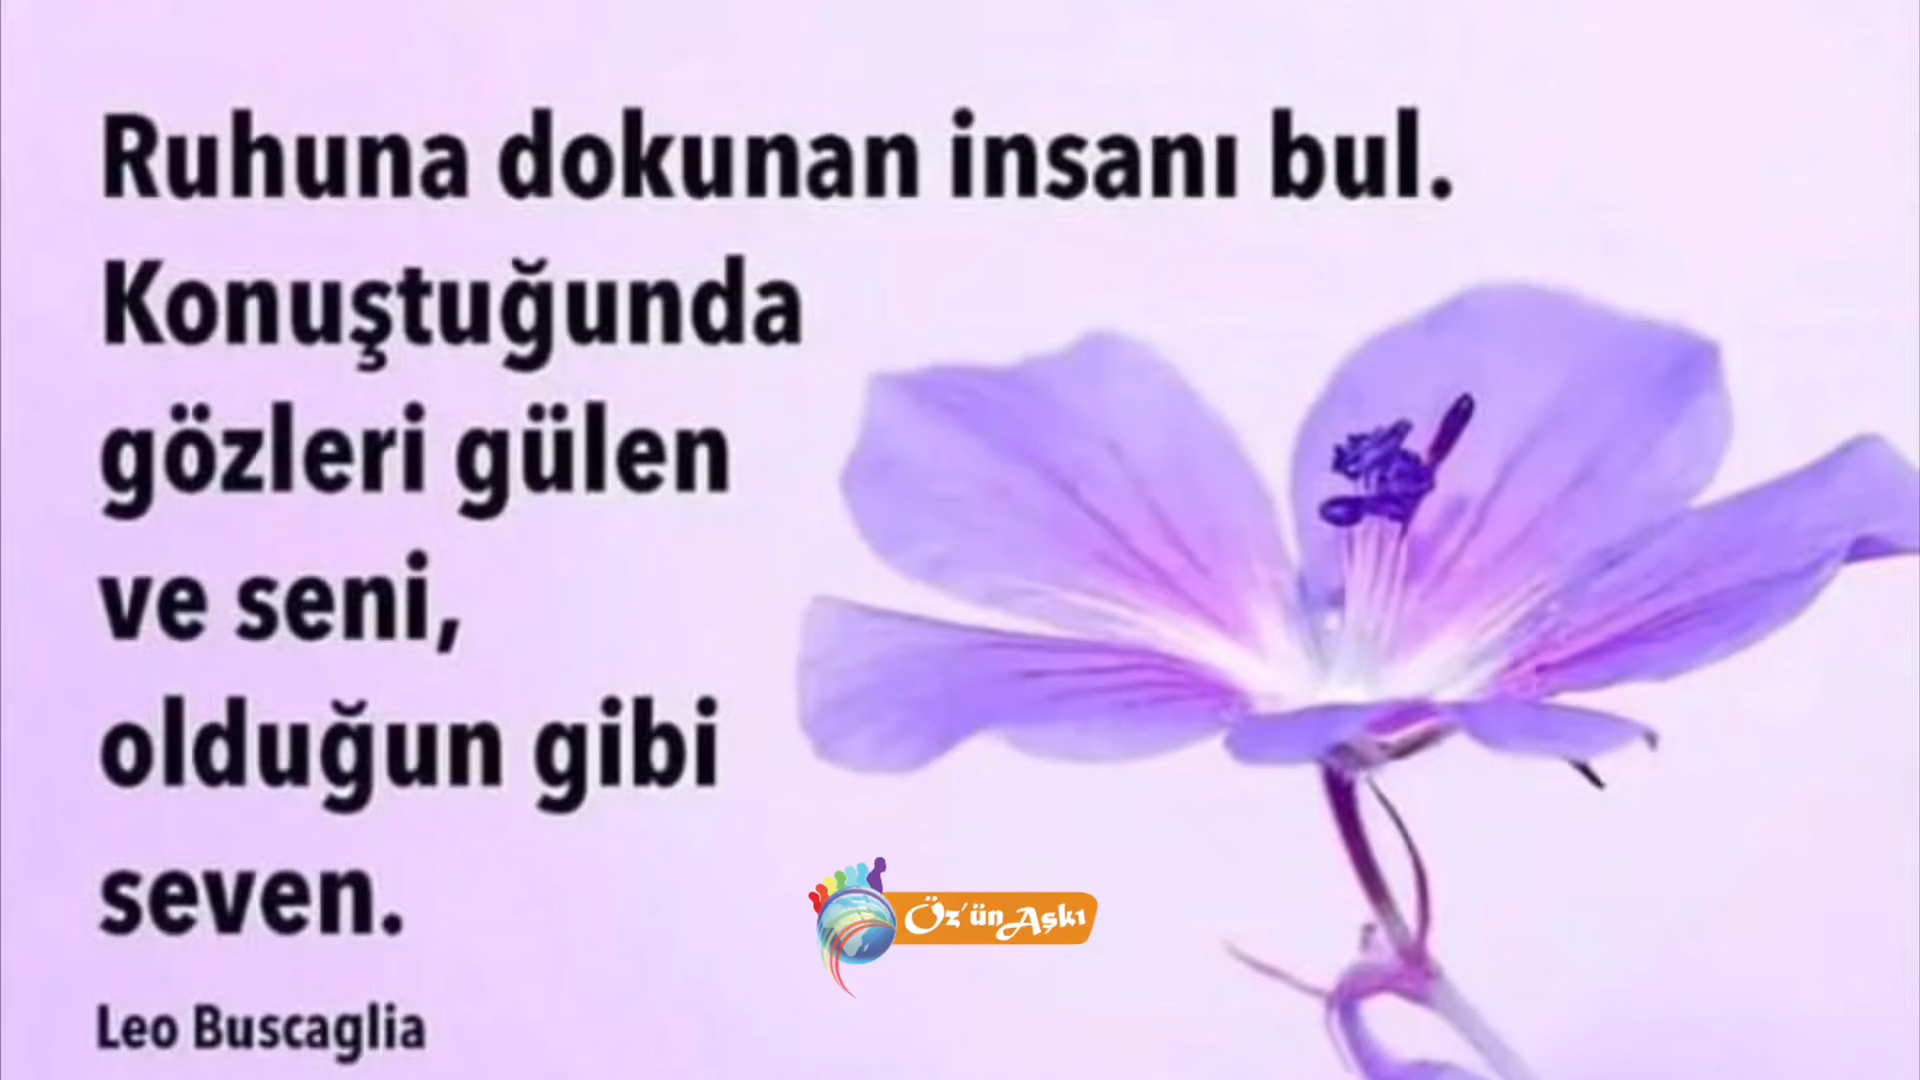 Ruhuna dokunan insanı bul.
Konuştuğunda
gözleri gülen
ve seni,
olduğun gibi
seven.
Öz'ün Aşkı
Leo Buscaglia